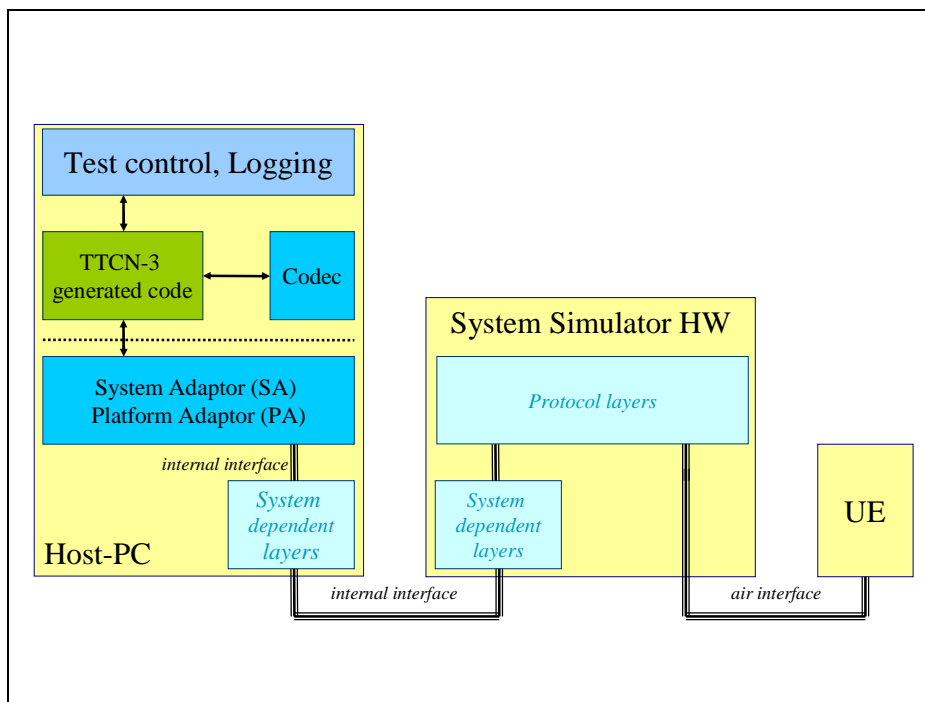 Test control, Logging
TTCN-3
generated code
Codec
System Adaptor (SA)
Platform Adaptor (PA)
internal interface
System
dependent
layers
Host-PC
internal interface
System Simulator HW
Protocol layers
System
dependent
layers
air interface
UE